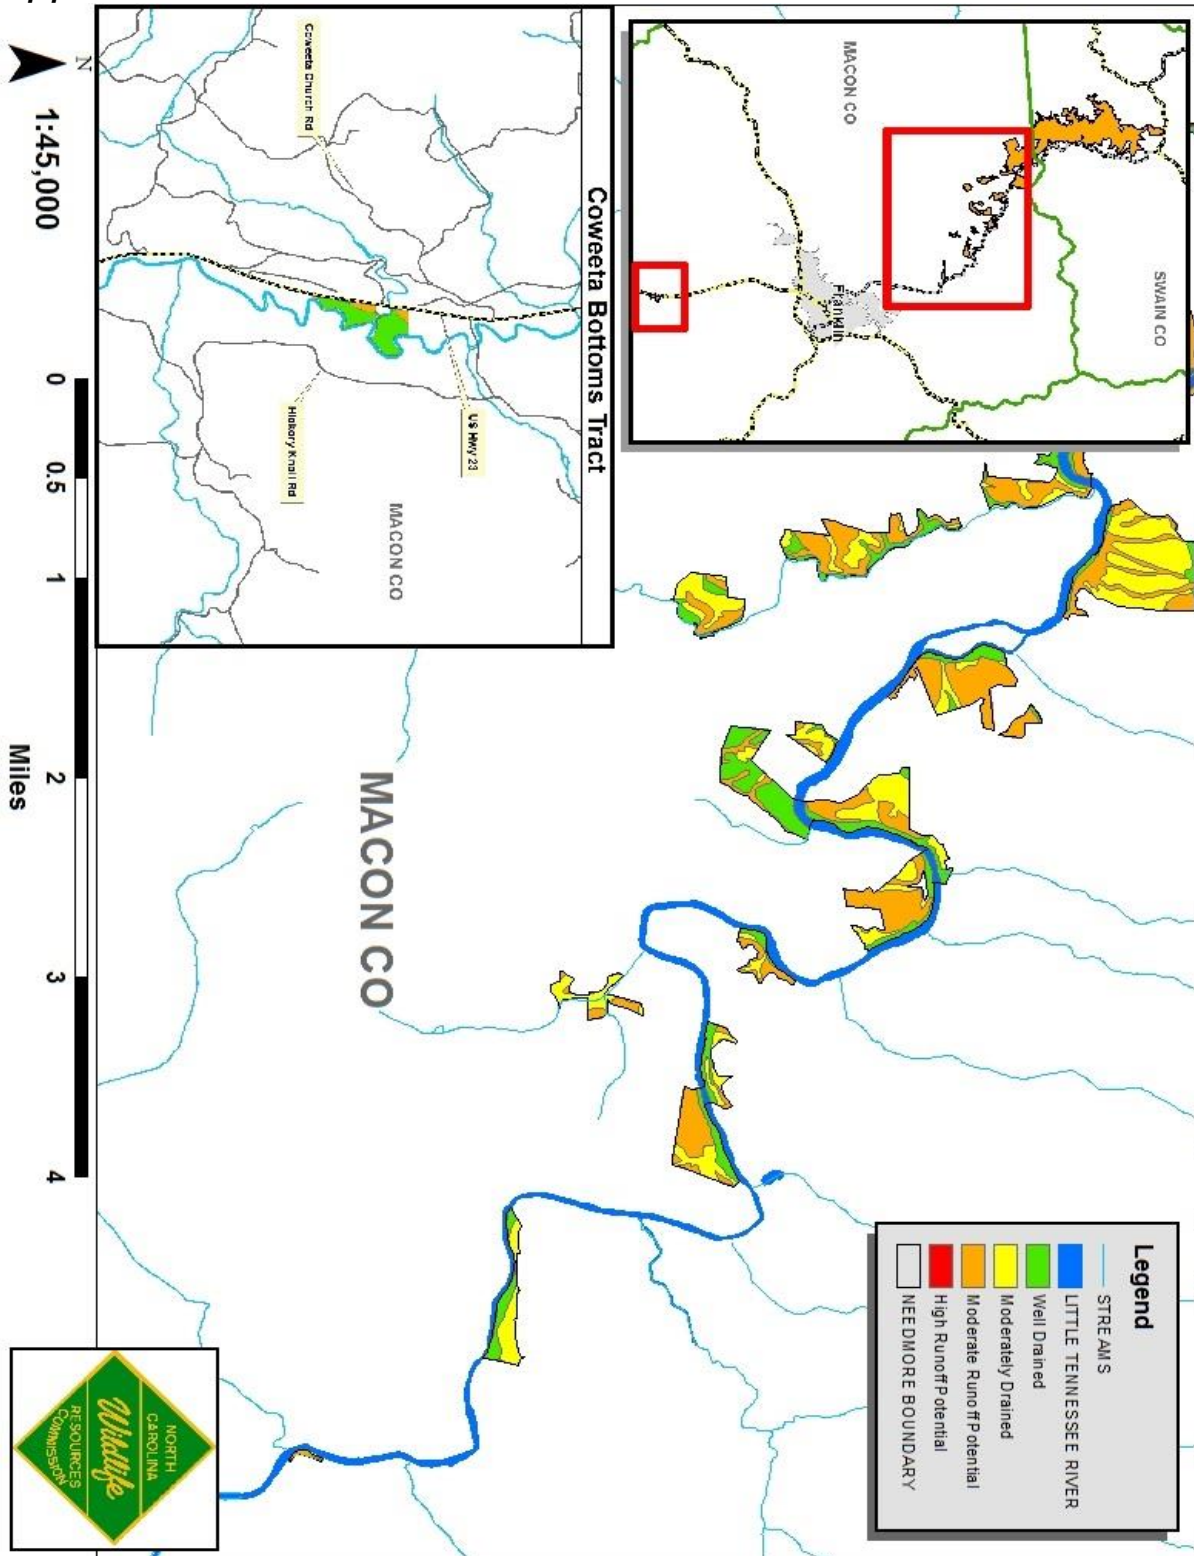 MACON CO
SWAIN CO
Franklin
Coweeta Bottoms Tract
Coweeta Church Rd
US Hwy 23
Hickory Knoll Rd
MACON CO
MACON CO
Legend
STREAMS
LITTLE TENNESSEE RIVER
Well Drained
Moderately Drained
Moderate Runoff Potential
High Runoff Potential
NEEDMORE BOUNDARY
N
1:45,000
0 0.5 1 2 3 4
Miles
NORTH
CAROLINA
Wildlife
RESOURCES
COMMISSION